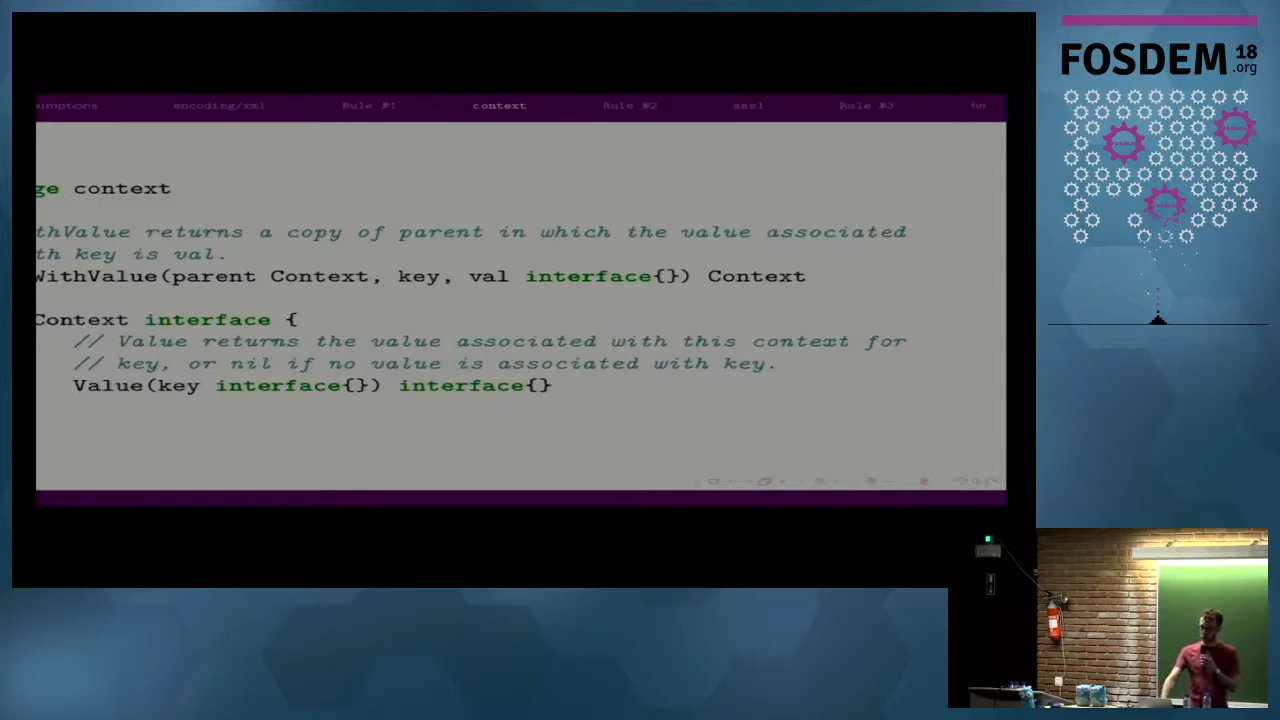 FOSDEM 18
.org
umptions encoding/xml Rule #1 context Rule #2 sasl Rule #3 fin
ge context
thValue returns a copy of parent in which the value associated
th key is val.
WithValue(parent Context, key, val interface{}) Context
Context interface {
// Value returns the value associated with this context for
// key, or nil if no value is associated with key.
Value(key interface{}) interface{}